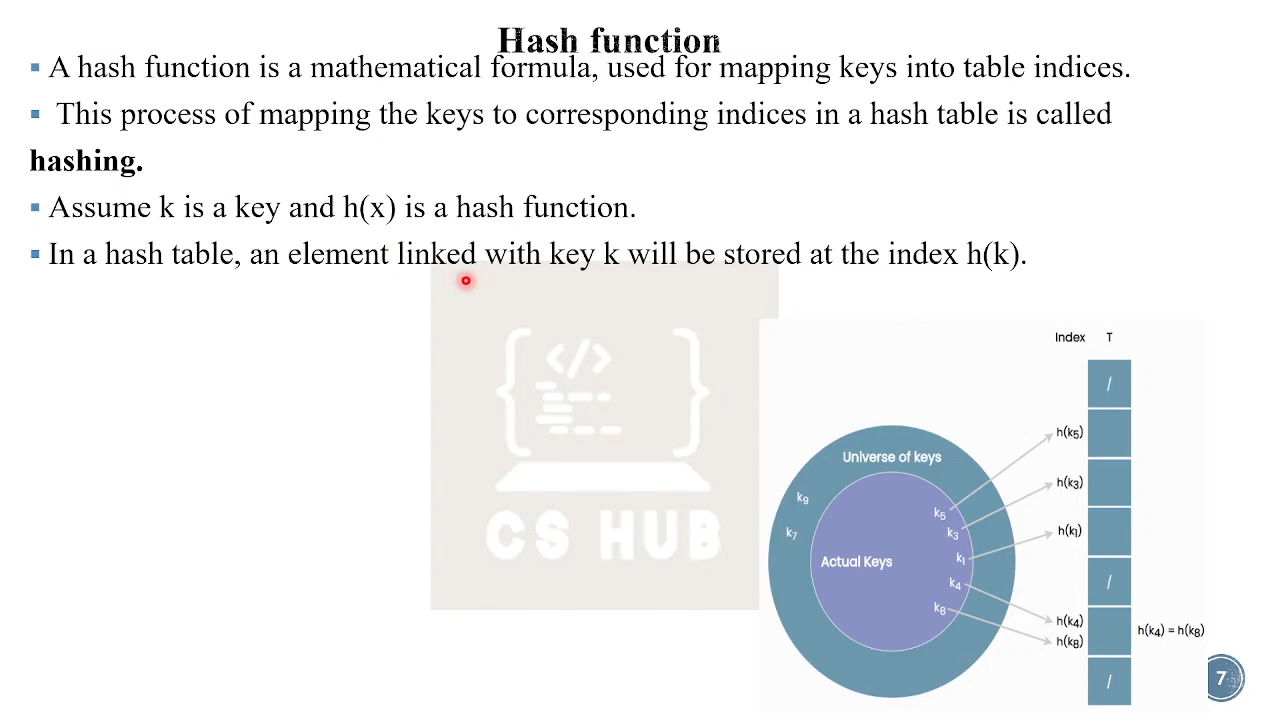 Hash function
▪ A hash function is a mathematical formula, used for mapping keys into table indices.
▪ This process of mapping the keys to corresponding indices in a hash table is called
hashing.
▪ Assume k is a key and h(x) is a hash function.
▪ In a hash table, an element linked with key k will be stored at the index h(k).
{ </> }
CS HUB
Index T
/
h(k₅)
Universe of keys
h(k₃)
k₉
k₅
k₇
k₃
h(k₁)
Actual Keys
k₁
k₄
/
k₈
h(k₄)
h(k₄) = h(k₈)
h(k₈)
/
7